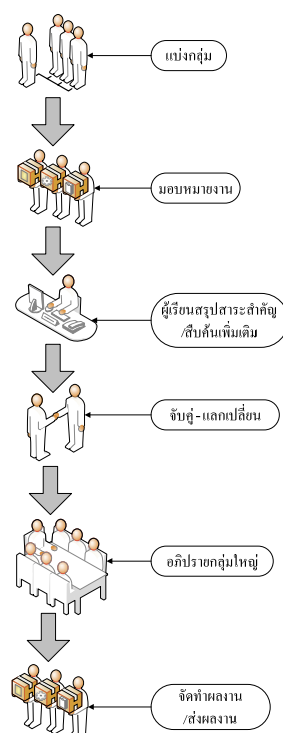 แบ่งกลุ่ม
มอบหมายงาน
ผู้เรียนสรุปสาระสำคัญ
/สืบค้นเพิ่มเติม
จับคู่ - แลกเปลี่ยน
อภิปรายกลุ่มใหญ่
จัดทำผลงาน
/ส่งผลงาน